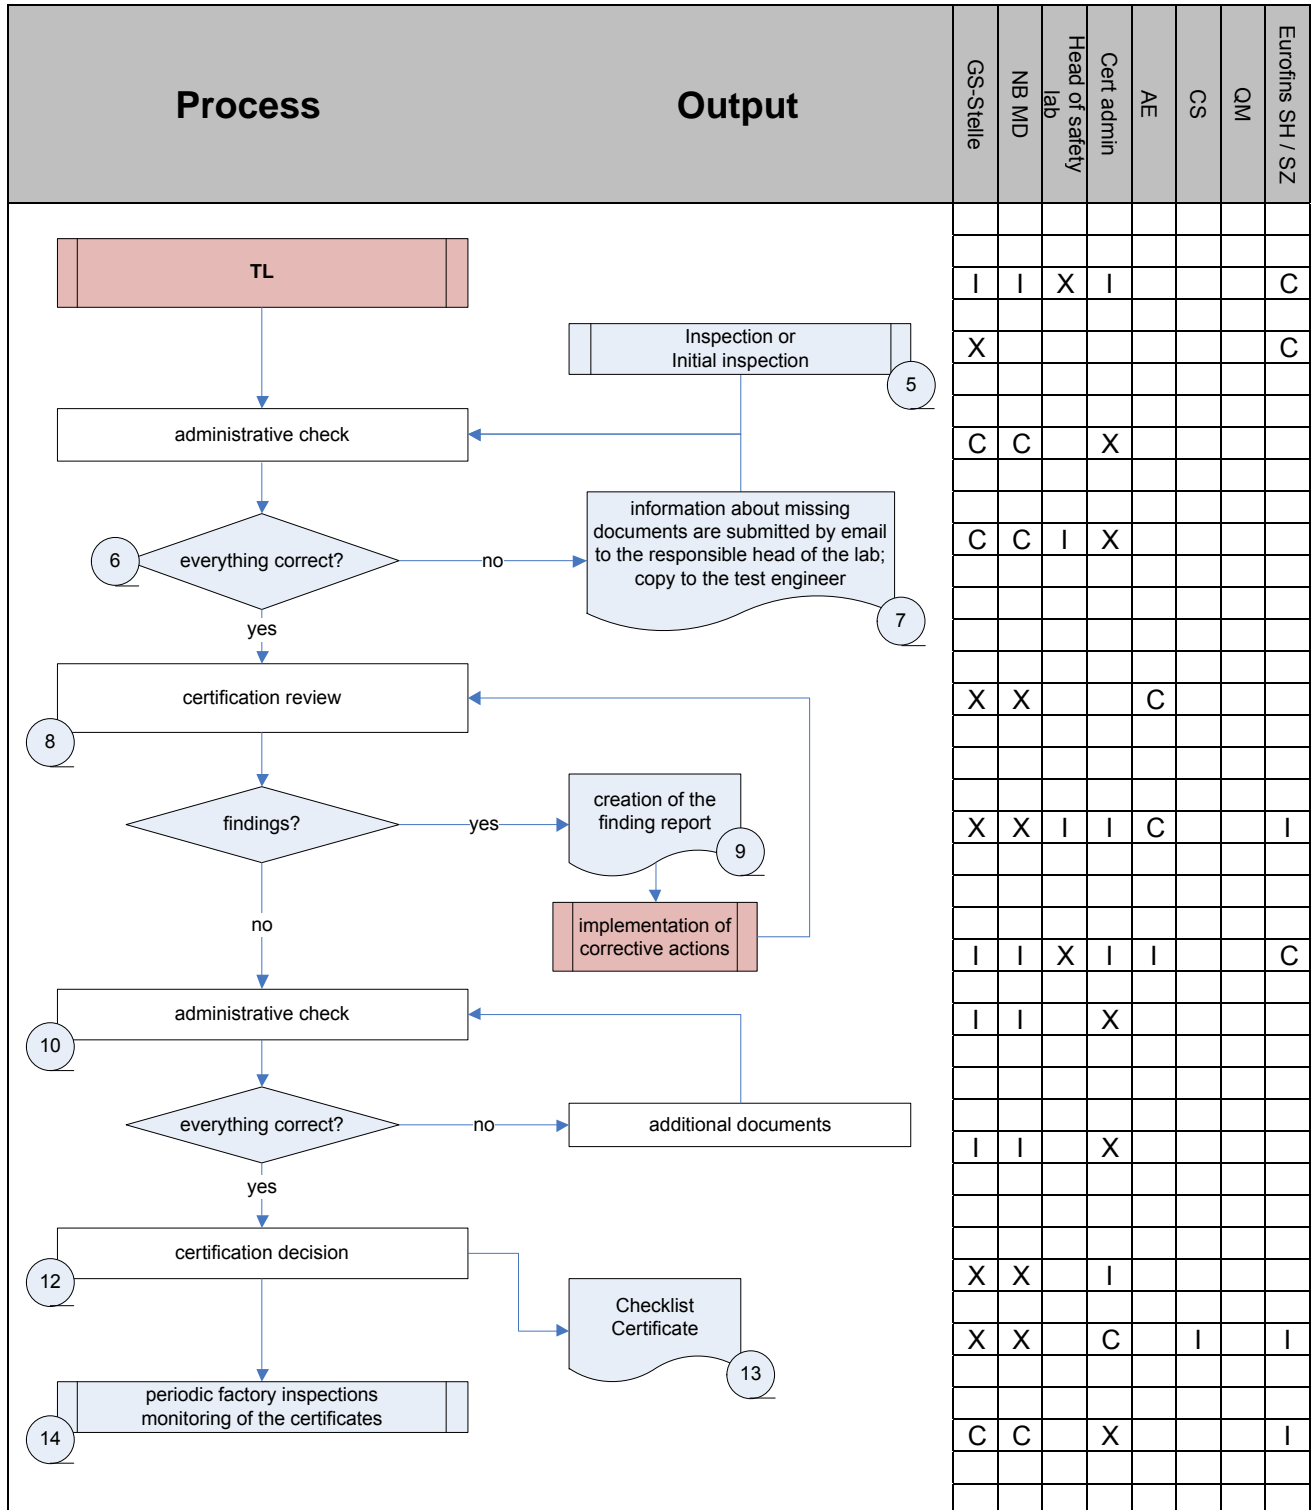 Process
Output
GS-Stelle
NB MD
Head of safety
lab
Cert admin
AE
CS
QM
Eurofins SH / SZ
TL
I I X I C
Inspection or
Initial inspection
5
X C
administrative check
C C X
6
everything correct?
no
information about missing
documents are submitted by email
to the responsible head of the lab;
copy to the test engineer
7
C C I X
yes
certification review
8
X X C
findings?
yes
creation of the
finding report
9
X X I I C I
no
implementation of
corrective actions
I I X I I C
administrative check
10
I I X
everything correct?
no
additional documents
I I X
yes
certification decision
12
X X I
Checklist
Certificate
13
X X C I I
periodic factory inspections
monitoring of the certificates
14
C C X I